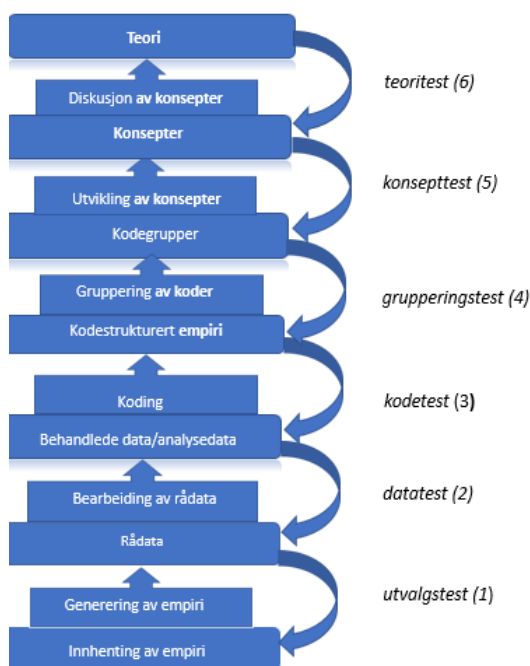 Teori
teoritest (6)
Diskusjon av konsepter
Konsepter
konsepttest (5)
Utvikling av konsepter
Kodegrupper
grupperingstest (4)
Gruppering av koder
Kodestrukturert empiri
kodetest (3)
Koding
Behandlede data/analysedata
datatest (2)
Bearbeiding av rådata
Rådata
utvalgstest (1)
Generering av empiri
Innhenting av empiri